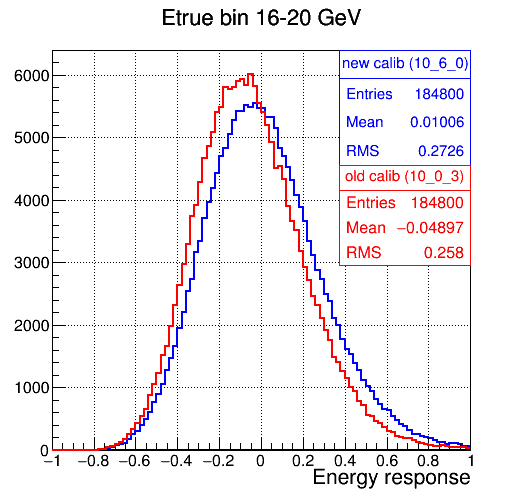 Etrue bin 16-20 GeV
new calib (10_6_0)
Entries 184800
Mean 0.01006
RMS 0.2726
old calib (10_0_3)
Entries 184800
Mean −0.04897
RMS 0.258
6000
5000
4000
3000
2000
1000
0
−1 −0.8 −0.6 −0.4 −0.2 0 0.2 0.4 0.6 0.8 1
Energy response